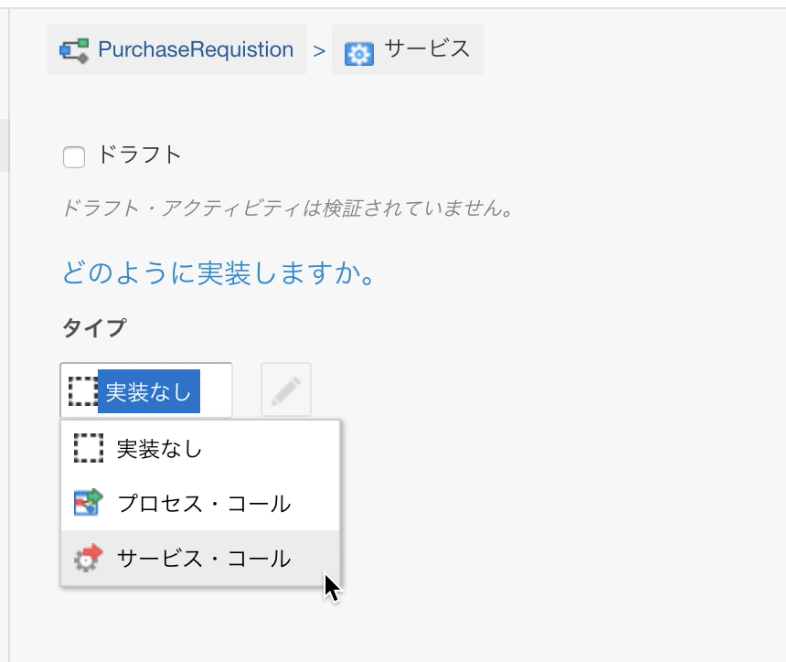 PurchaseRequistion > サービス
ドラフト
ドラフト・アクティビティは検証されていません。
どのように実装しますか。
タイプ
実装なし
実装なし
プロセス・コール
サービス・コール